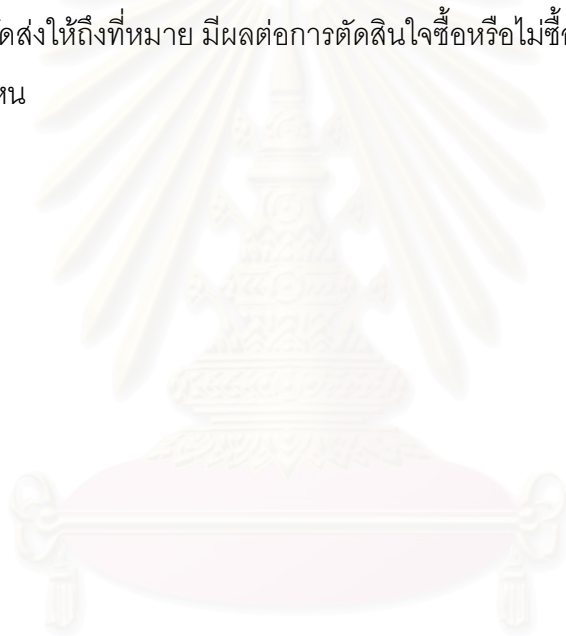 ัดส่งให้ถึงที่หมาย มีผลต่อการตัดสินใจซื้อหรือไม่ซื้อ
หน